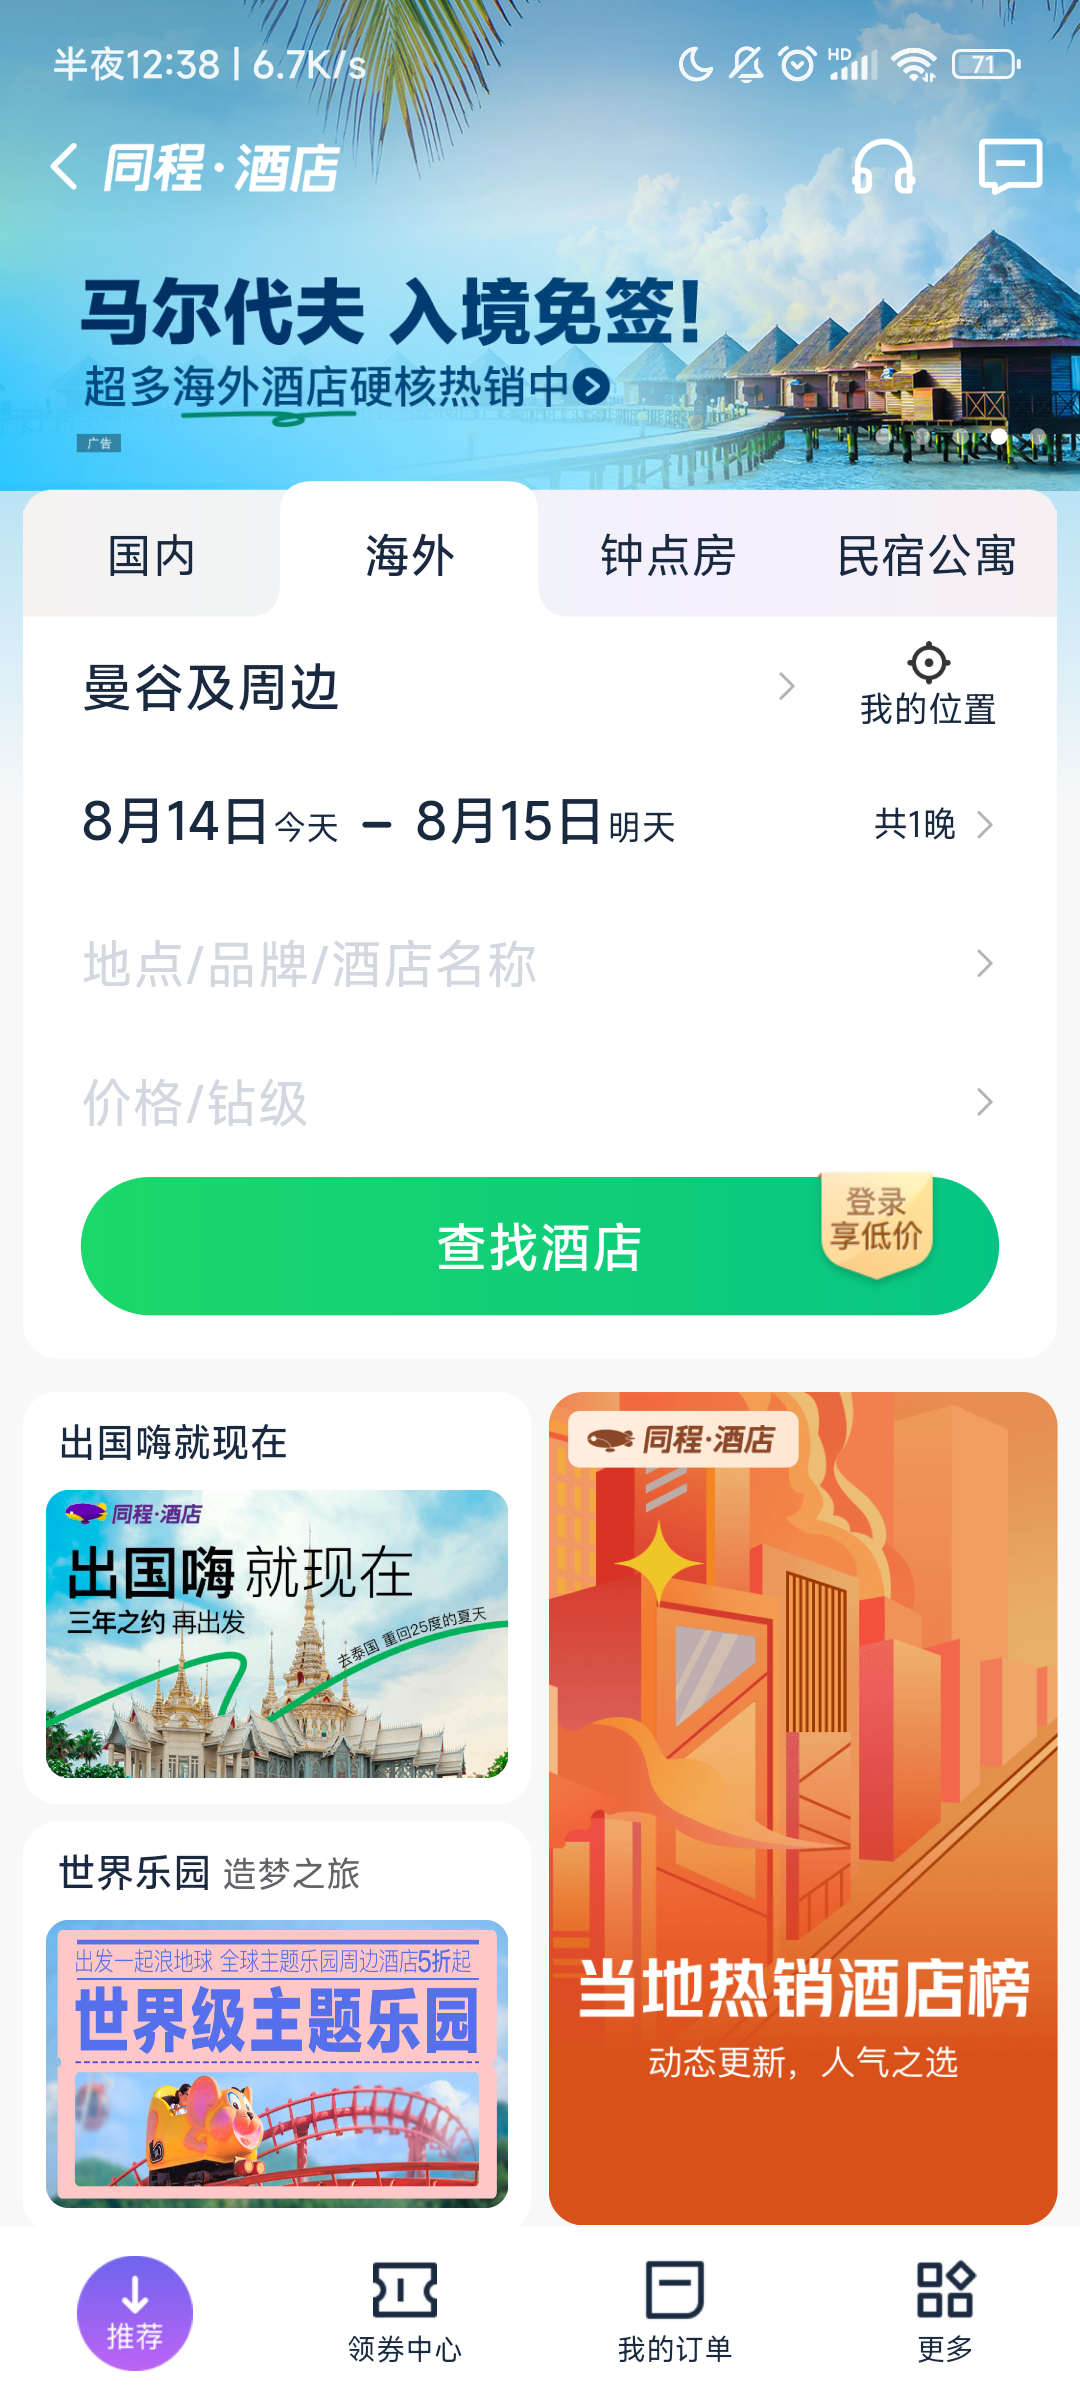 半夜12:38 | 6.7K/s
HD
71
同程·酒店
马尔代夫 入境免签!
超多海外酒店硬核热销中
广告
国内
海外
钟点房
民宿公寓
曼谷及周边
我的位置
8月14日今天 – 8月15日明天
共1晚
地点/品牌/酒店名称
价格/钻级
查找酒店
登录
享低价
出国嗨就现在
同程·酒店
出国嗨 就现在
三年之约 再出发
去泰国 重回25度的夏天
世界乐园 造梦之旅
出发一起浪地球 全球主题乐园周边酒店5折起
世界级主题乐园
同程·酒店
当地热销酒店榜
动态更新，人气之选
推荐
领券中心
我的订单
更多